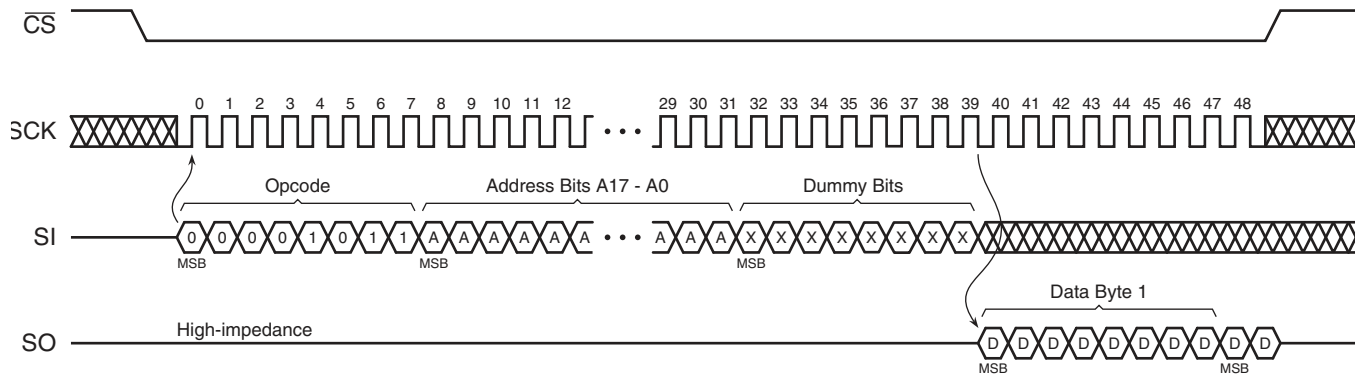 CS
0 1 2 3 4 5 6 7 8 9 10 11 12 29 30 31 32 33 34 35 36 37 38 39 40 41 42 43 44 45 46 47 48
SCK
Opcode Address Bits A17 - A0 Dummy Bits
SI 0 0 0 0 1 0 1 1 A A A A A A A A A X X X X X X X X
MSB MSB MSB
Data Byte 1
High-impedance
SO D D D D D D D D D D
MSB MSB